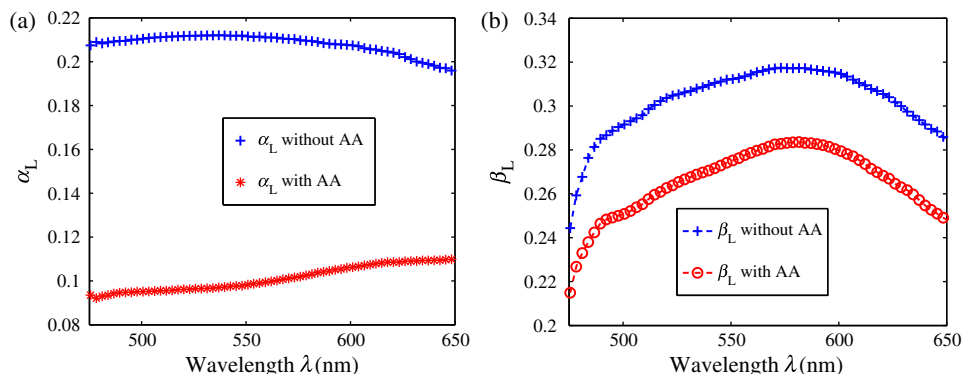 (a)
0.22
0.2
0.18
0.16
0.14
0.12
0.1
0.08
α_L
α_L without AA
α_L with AA
500 550 600 650
Wavelength λ(nm)
(b)
0.34
0.32
0.3
0.28
0.26
0.24
0.22
0.2
β_L
β_L without AA
β_L with AA
500 550 600 650
Wavelength λ(nm)